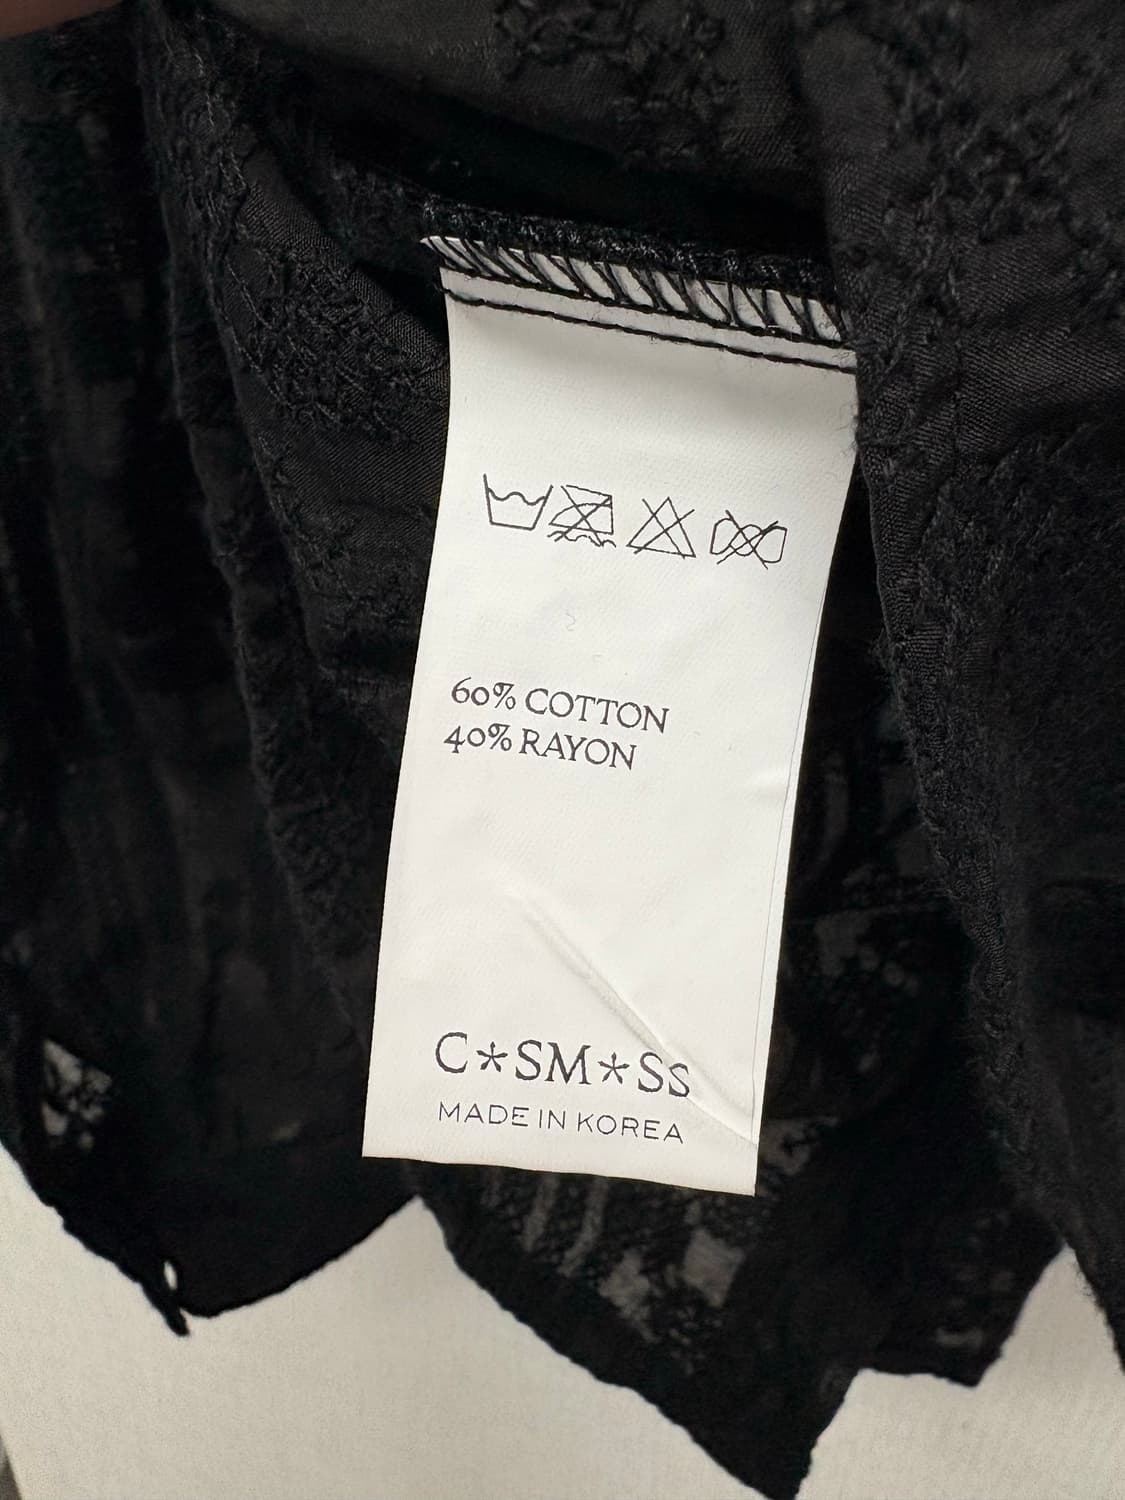 60% COTTON
40% RAYON
C*SM*SS
MADE IN KOREA